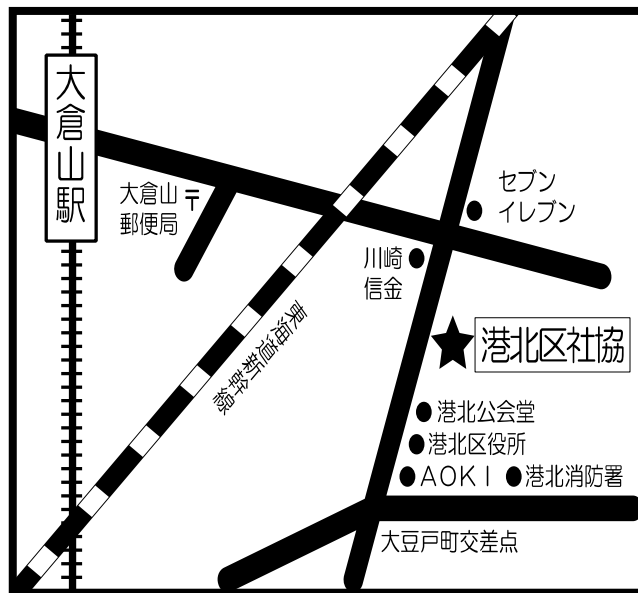 大倉山駅
大倉山
郵便局
〒
セブン
イレブン
川崎
信金
東海道新幹線
港北区社協
港北公会堂
港北区役所
AOKI
港北消防署
大豆戸町交差点